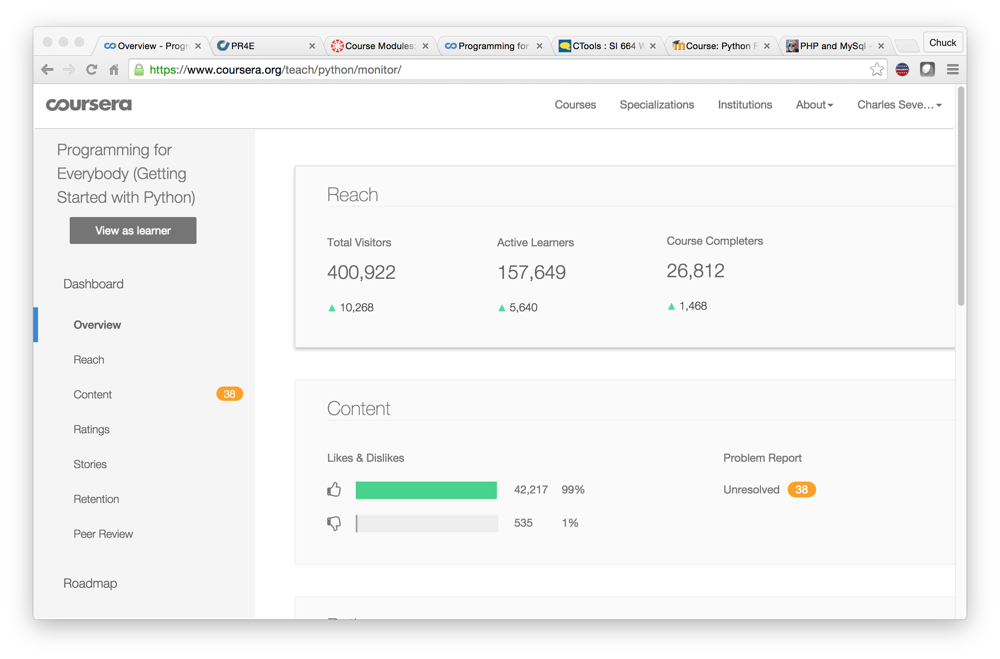 Overview - Progr
PR4E
Course Modules:
Programming for
CTools : SI 664 W
Course: Python F
PHP and MySql -
Chuck
https://www.coursera.org/teach/python/monitor/
DRUMPF
coursera
Courses
Specializations
Institutions
About
Charles Seve...
Programming for
Everybody (Getting
Started with Python)
View as learner
Dashboard
Overview
Reach
Content 38
Ratings
Stories
Retention
Peer Review
Roadmap
Reach
Total Visitors
Active Learners
Course Completers
400,922
157,649
26,812
10,268
5,640
1,468
Content
Likes & Dislikes
Problem Report
42,217 99%
Unresolved 38
535 1%